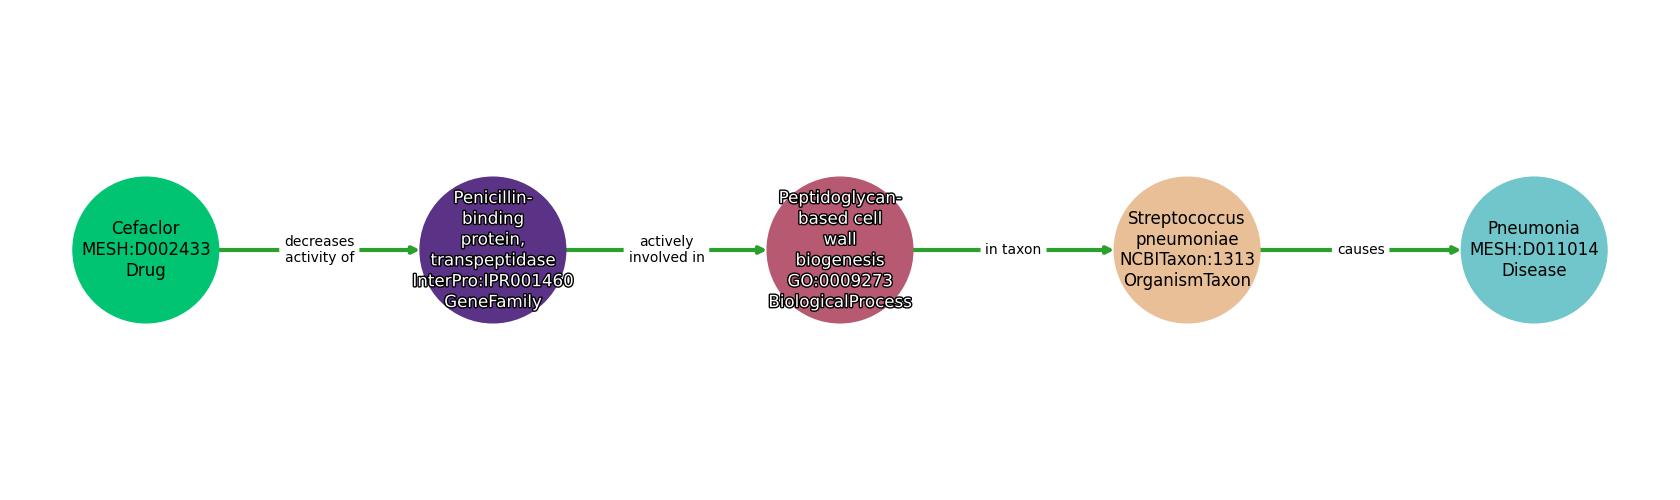 Cefaclor
MESH:D002433
Drug
decreases
activity of
Penicillin-
binding
protein,
transpeptidase
InterPro:IPR001460
GeneFamily
actively
involved in
Peptidoglycan-
based cell
wall
biogenesis
GO:0009273
BiologicalProcess
in taxon
Streptococcus
pneumoniae
NCBITaxon:1313
OrganismTaxon
causes
Pneumonia
MESH:D011014
Disease